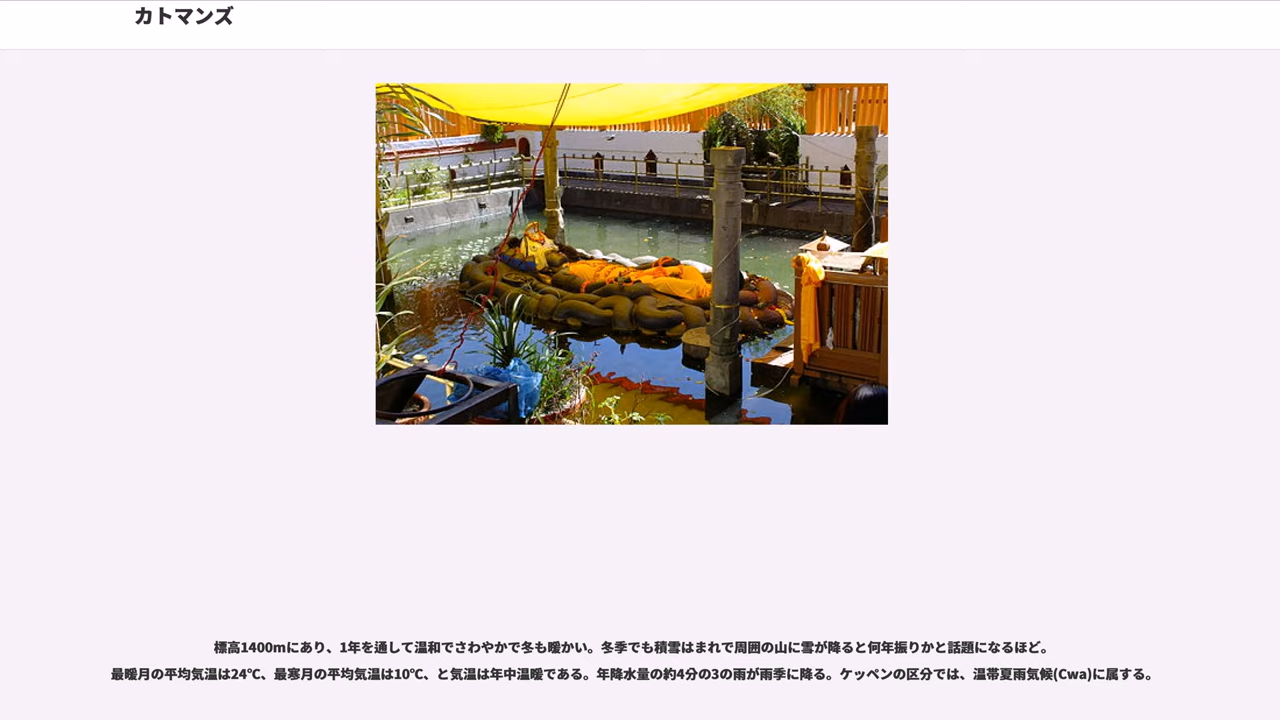 カトマンズ
標高1400mにあり、1年を通して温和でさわやかで冬も暖かい。冬季でも積雪はまれで周囲の山に雪が降ると何年振りかと話題になるほど。
最暖月の平均気温は24℃、最寒月の平均気温は10℃、と気温は年中温暖である。年降水量の約4分の3の雨が雨季に降る。ケッペンの区分では、温帯夏雨気候(Cwa)に属する。